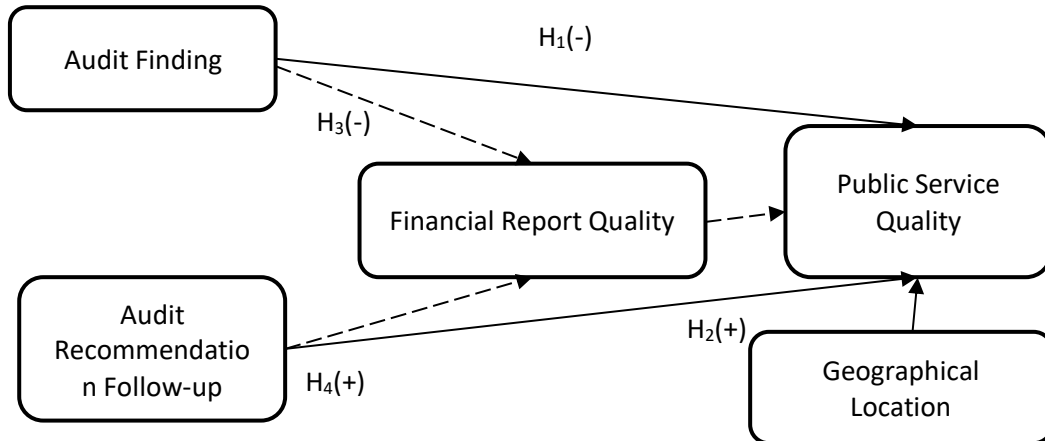 Audit Finding
H₁(-)
H₃(-)
Financial Report Quality
Public Service
Quality
Audit
Recommendatio
n Follow-up
H₄(+)
H₂(+)
Geographical
Location